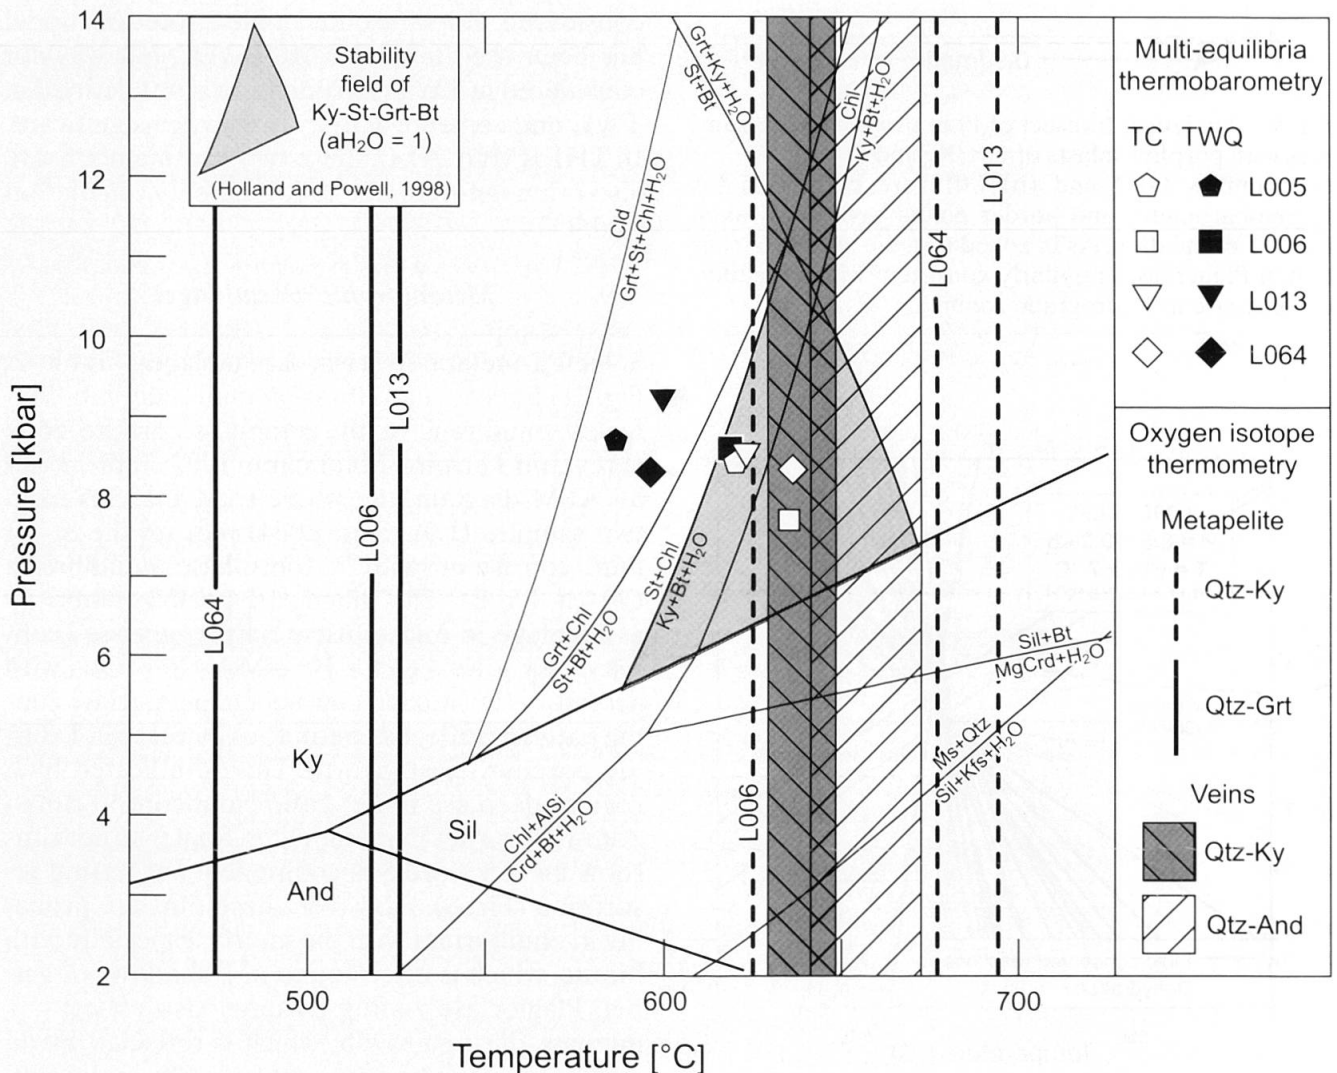 14
12
10
8
6
4
2
Pressure [kbar]
500
600
700
Temperature [°C]
Stability
field of
Ky-St-Grt-Bt
(aH2O = 1)
(Holland and Powell, 1998)
Grt+Ky+H2O
St+Bt
Chl
Ky+Bt+H2O
Cld
Grt+St+Chl+H2O
L013
L064
L013
L006
L064
Grt+Chl
St+Bt+H2O
St+Chl
Ky+Bt+H2O
Sil+Bt
MgCrd+H2O
Ms+Qtz
Sil+Kfs+H2O
L006
Chl+AlSi
Crd+Bt+H2O
Ky
Sil
And
Multi-equilibria
thermobarometry
TC TWQ
L005
L006
L013
L064
Oxygen isotope
thermometry
Metapelite
Qtz-Ky
Qtz-Grt
Veins
Qtz-Ky
Qtz-And